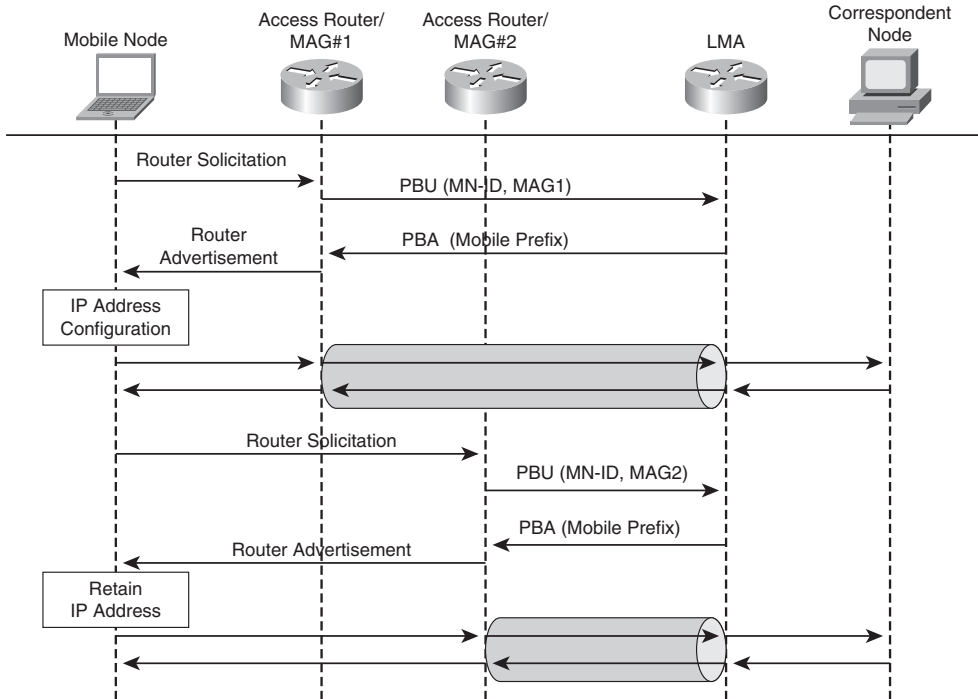 Mobile Node
Access Router/
MAG#1
Access Router/
MAG#2
LMA
Correspondent
Node
Router Solicitation
PBU (MN-ID, MAG1)
PBA (Mobile Prefix)
Router
Advertisement
IP Address
Configuration
Router Solicitation
PBU (MN-ID, MAG2)
PBA (Mobile Prefix)
Router Advertisement
Retain
IP Address